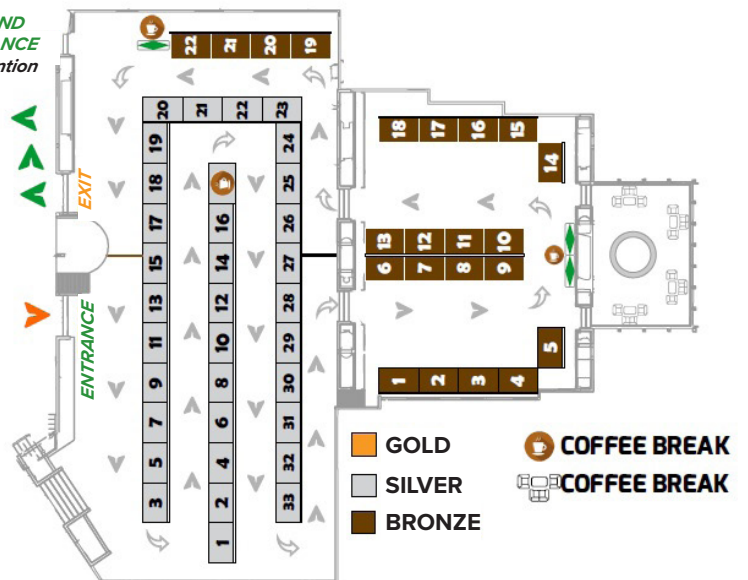 ND
NCE
ntion
22 21 20 19
20 21 22 23
19 24
18 25
17 16 26
15 14 27
13 12 28
11 10 29
9 8 30
7 6 31
5 4 32
3 2 33
1
18 17 16 15
14
13 12 11 10
6 7 8 9
5
1 2 3 4
EXIT
ENTRANCE
GOLD
SILVER
BRONZE
COFFEE BREAK
COFFEE BREAK